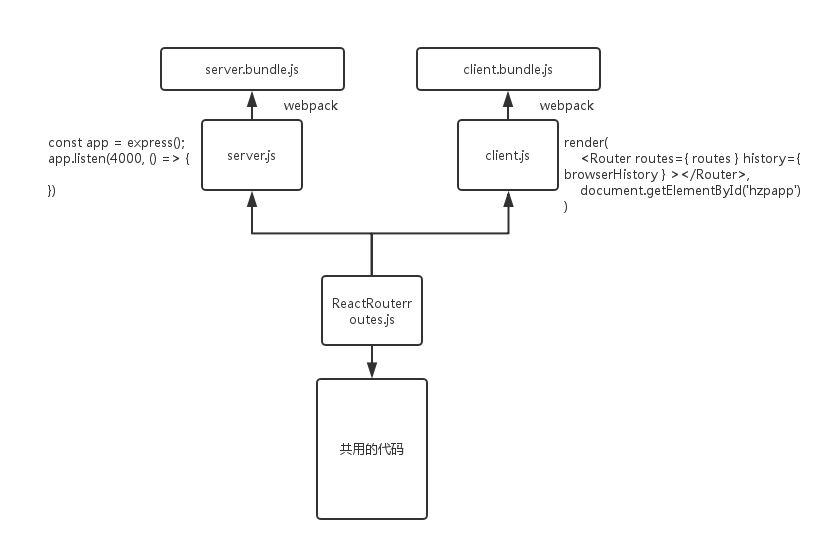 server.bundle.js
client.bundle.js
webpack
webpack
const app = express();
app.listen(4000, () => {
})
server.js
client.js
render(
<Router routes={ routes } history={
browserHistory } ></Router>,
document.getElementById('hzpapp')
)
ReactRouterr
outes.js
共用的代码